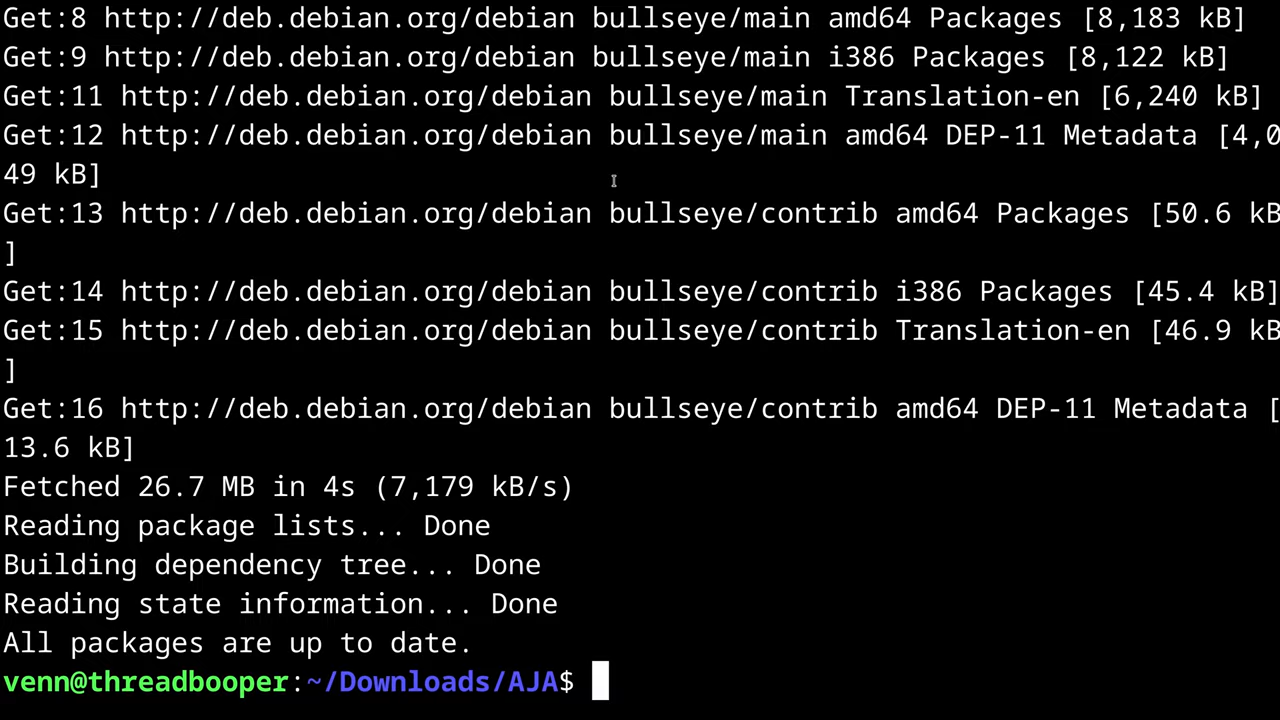 Get:8 http://deb.debian.org/debian bullseye/main amd64 Packages [8,183 kB]
Get:9 http://deb.debian.org/debian bullseye/main i386 Packages [8,122 kB]
Get:11 http://deb.debian.org/debian bullseye/main Translation-en [6,240 kB]
Get:12 http://deb.debian.org/debian bullseye/main amd64 DEP-11 Metadata [4,0
49 kB]
Get:13 http://deb.debian.org/debian bullseye/contrib amd64 Packages [50.6 kB
]
Get:14 http://deb.debian.org/debian bullseye/contrib i386 Packages [45.4 kB]
Get:15 http://deb.debian.org/debian bullseye/contrib Translation-en [46.9 kB
]
Get:16 http://deb.debian.org/debian bullseye/contrib amd64 DEP-11 Metadata [
13.6 kB]
Fetched 26.7 MB in 4s (7,179 kB/s)
Reading package lists... Done
Building dependency tree... Done
Reading state information... Done
All packages are up to date.
venn@threadbooper:~/Downloads/AJA$